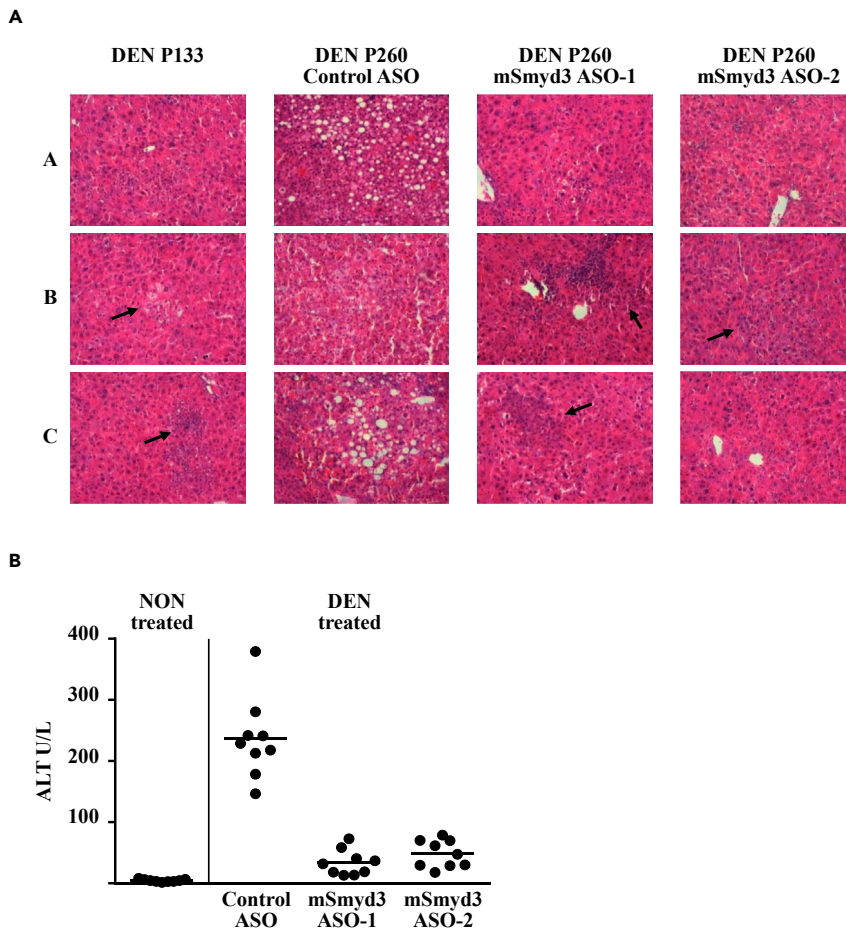 A
DEN P133
DEN P260
Control ASO
DEN P260
mSmyd3 ASO-1
DEN P260
mSmyd3 ASO-2
A
B
C
B
NON
treated
DEN
treated
400
300
200
100
ALT U/L
Control
ASO
mSmyd3
ASO-1
mSmyd3
ASO-2